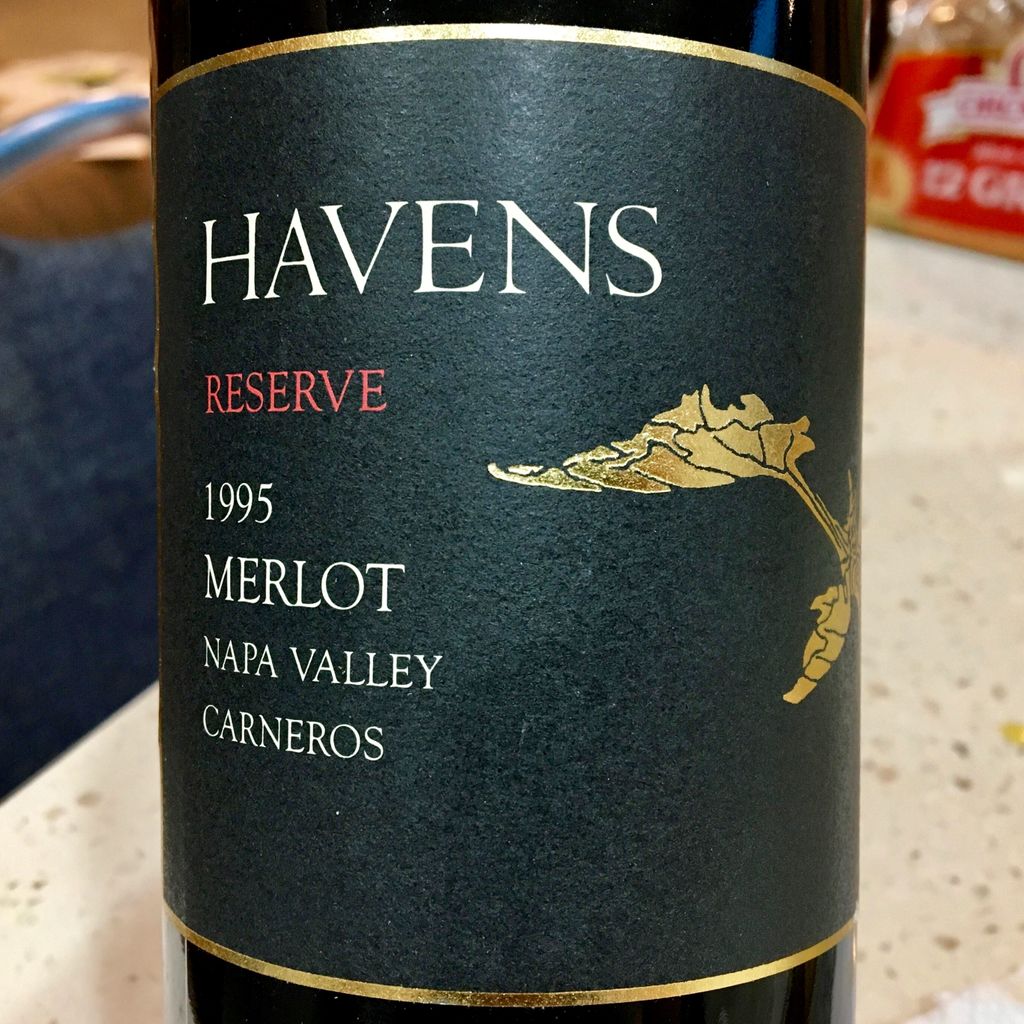 HAVENS
RESERVE
1995
MERLOT
NAPA VALLEY
CARNEROS